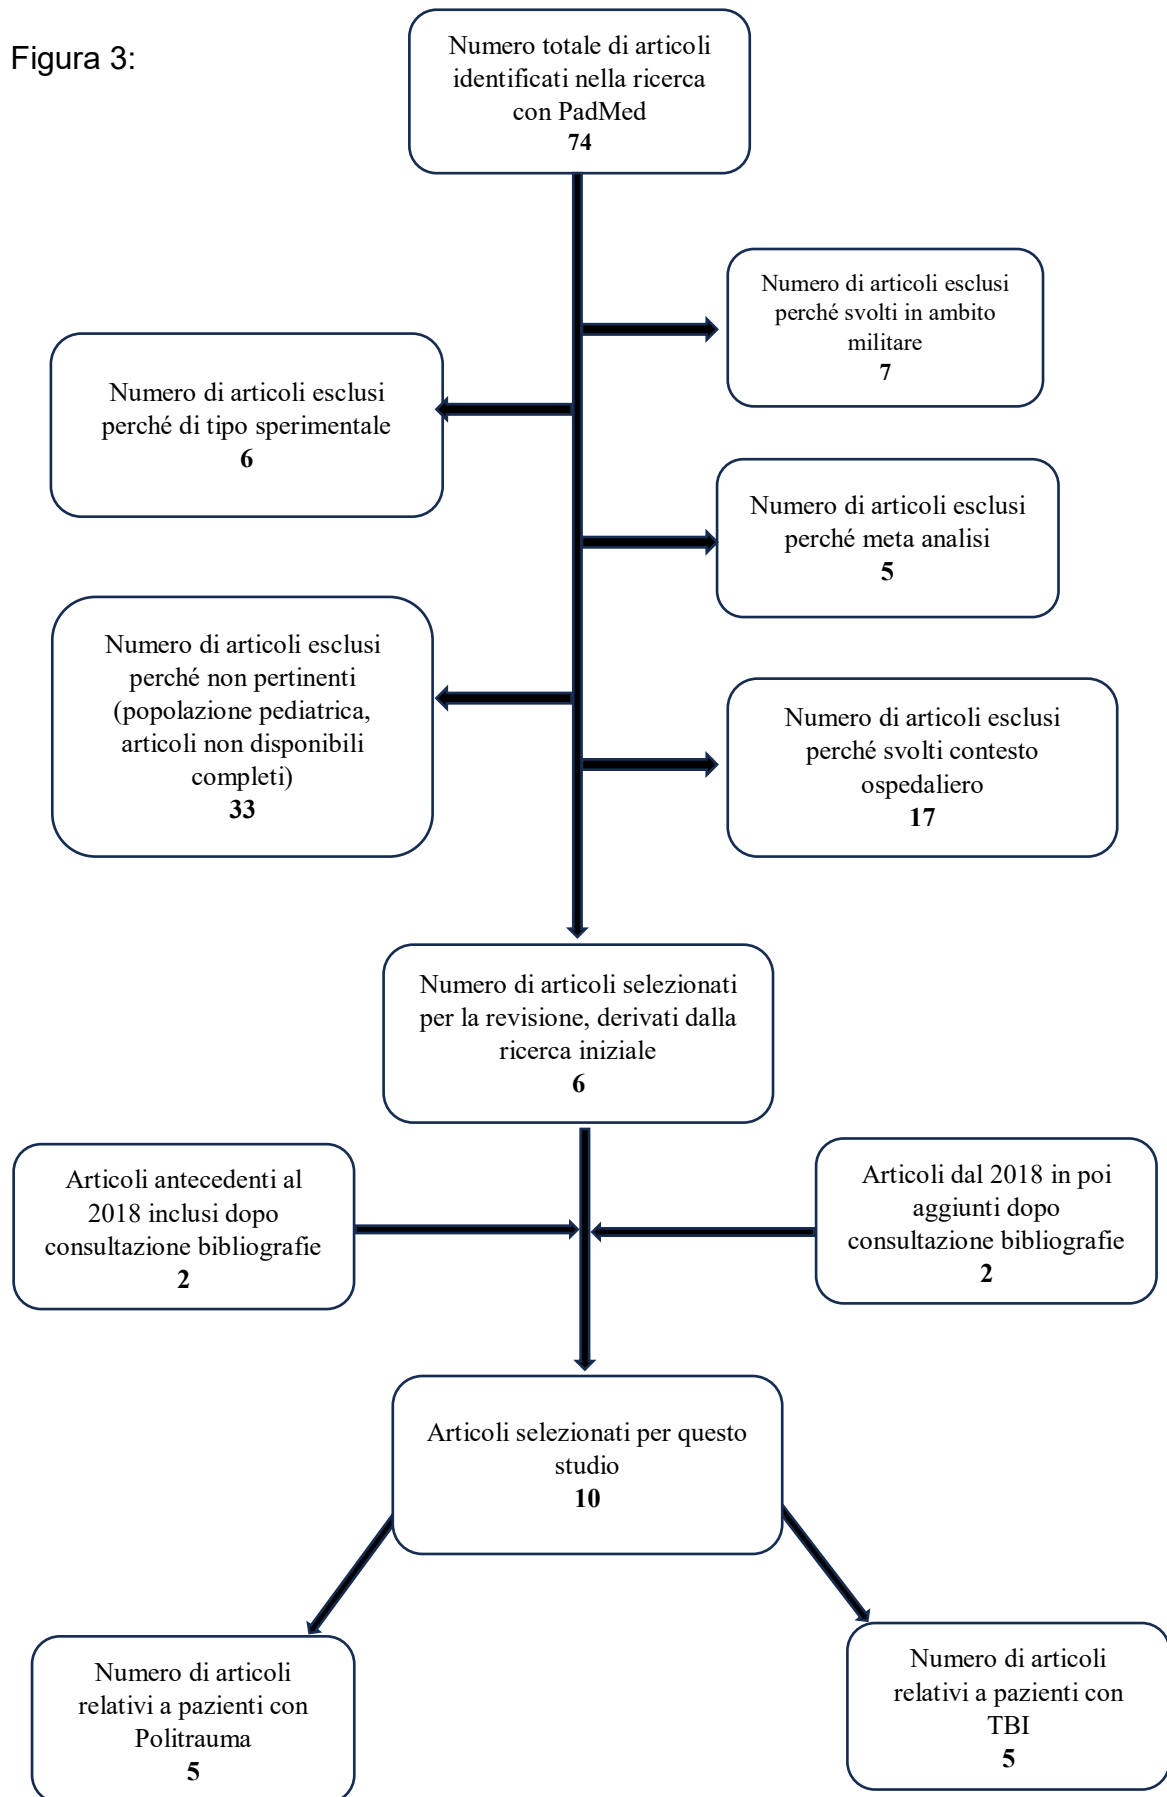 Figura 3:
Numero totale di articoli
identificati nella ricerca
con PadMed
74
Numero di articoli esclusi
perché svolti in ambito
militare
7
Numero di articoli esclusi
perché di tipo sperimentale
6
Numero di articoli esclusi
perché meta analisi
5
Numero di articoli esclusi
perché non pertinenti
(popolazione pediatrica,
articoli non disponibili
completi)
33
Numero di articoli esclusi
perché svolti contesto
ospedaliero
17
Numero di articoli selezionati
per la revisione, derivati dalla
ricerca iniziale
6
Articoli antecedenti al
2018 inclusi dopo
consultazione bibliografie
2
Articoli dal 2018 in poi
aggiunti dopo
consultazione bibliografie
2
Articoli selezionati per questo
studio
10
Numero di articoli
relativi a pazienti con
Politrauma
5
Numero di articoli
relativi a pazienti con
TBI
5